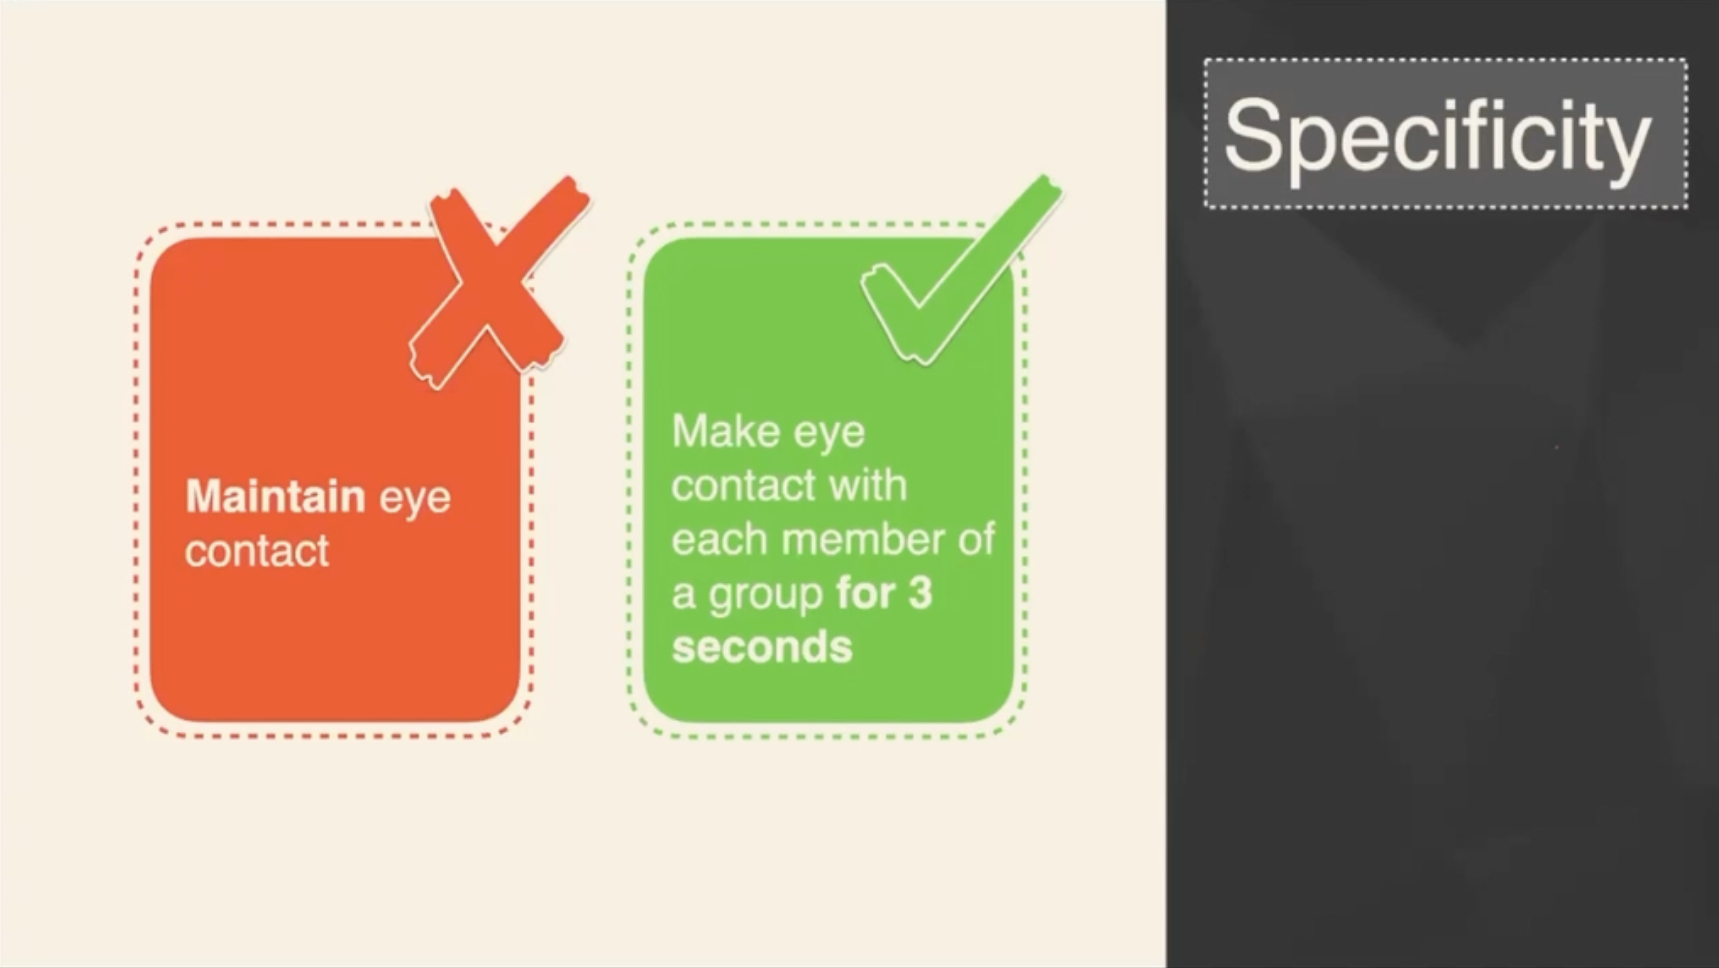 Specificity
Maintain eye
contact
Make eye
contact with
each member of
a group for 3
seconds